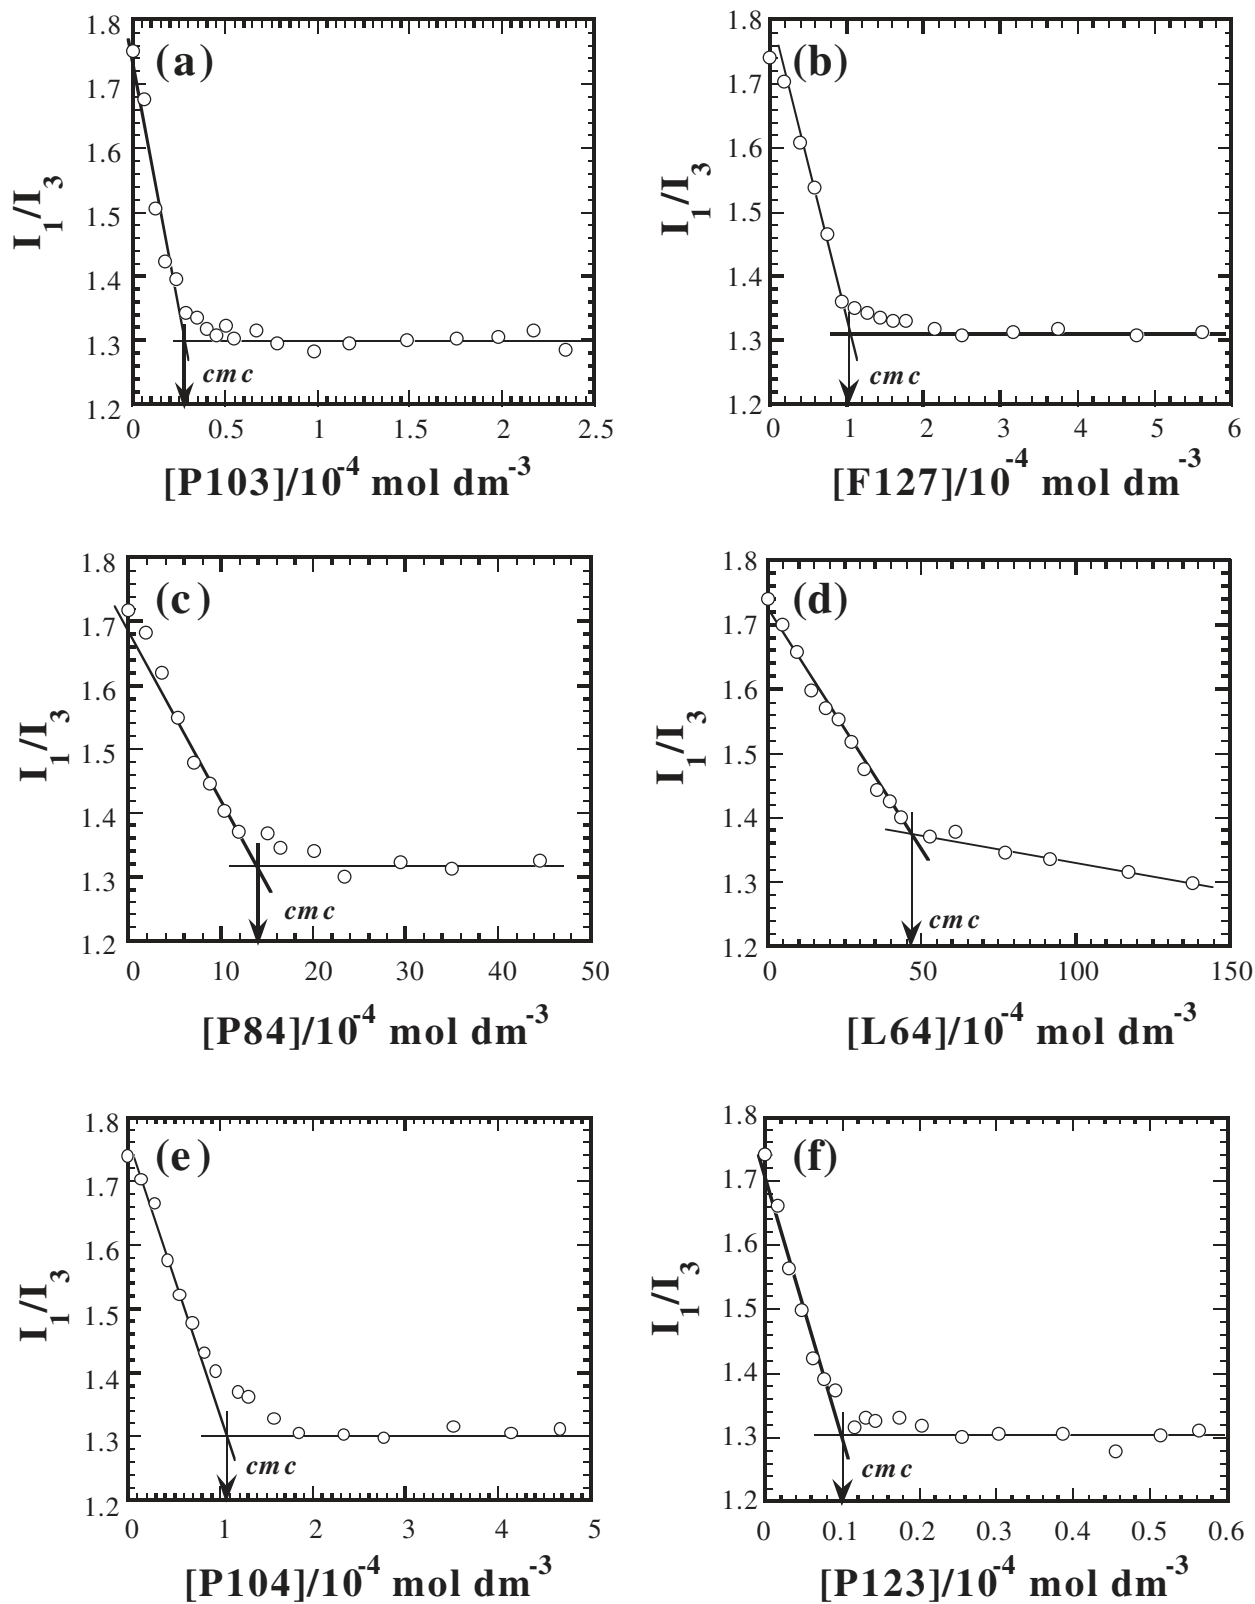 (a)
1.8
1.7
1.6
1.5
1.4
1.3
1.2
I1/I3
cmc
0 0.5 1 1.5 2 2.5
[P103]/10-4 mol dm-3
(b)
1.8
1.7
1.6
1.5
1.4
1.3
1.2
I1/I3
cmc
0 1 2 3 4 5 6
[F127]/10-4 mol dm-3
(c)
1.8
1.7
1.6
1.5
1.4
1.3
1.2
I1/I3
cmc
0 10 20 30 40 50
[P84]/10-4 mol dm-3
(d)
1.8
1.7
1.6
1.5
1.4
1.3
1.2
I1/I3
cmc
0 50 100 150
[L64]/10-4 mol dm-3
(e)
1.8
1.7
1.6
1.5
1.4
1.3
1.2
I1/I3
cmc
0 1 2 3 4 5
[P104]/10-4 mol dm-3
(f)
1.8
1.7
1.6
1.5
1.4
1.3
1.2
I1/I3
cmc
0 0.1 0.2 0.3 0.4 0.5 0.6
[P123]/10-4 mol dm-3